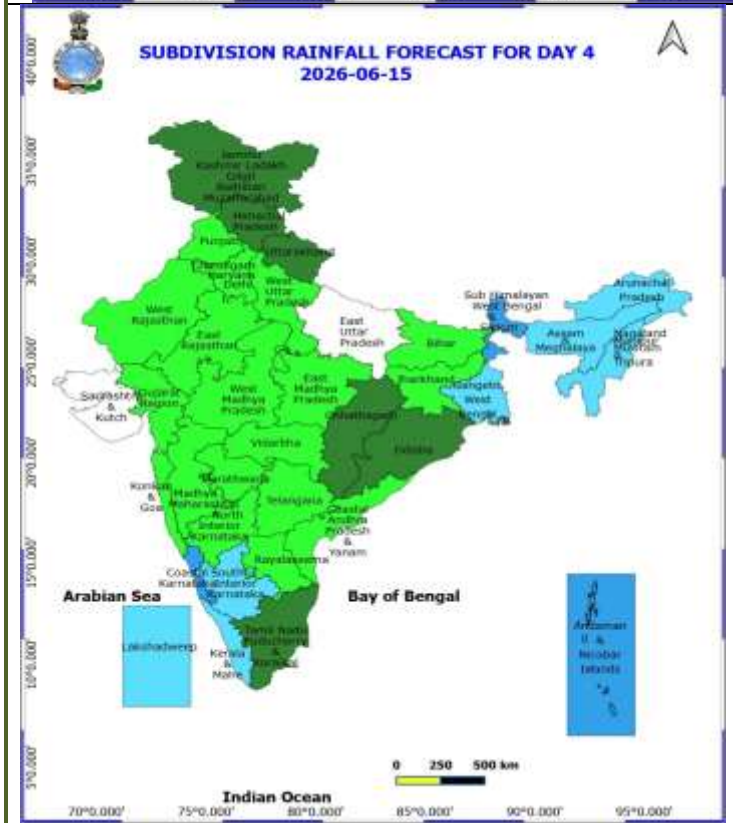 SUBDIVISION RAINFALL FORECAST FOR DAY 4
2026-06-15
40°0.000'
35°0.000'
30°0.000'
25°0.000'
20°0.000'
15°0.000'
10°0.000'
5°0.000'
Jammu
Kashmir Ladakh
Gilgit
Baltistan
Muzaffarabad
Himachal
Pradesh
Uttarakhand
Punjab
Chandigarh
Haryana
Delhi
West
Uttar
Pradesh
East
Uttar
Pradesh
West
Rajasthan
East
Rajasthan
Sub Himalayan
West Bengal
Sikkim
Arunachal
Pradesh
Assam
&
Meghalaya
Nagaland
Mizoram
Tripura
Bihar
Jharkhand
Gangetic
West
Bengal
Saurashtra
&
Kutch
Gujarat
Region
West
Madhya
Pradesh
East
Madhya
Pradesh
Chhattisgarh
Odisha
Vidarbha
Konkan
&
Goa
Madhya
Maharashtra
Marathwada
Telangana
North
Interior
Karnataka
Coastal
Andhra
Pradesh
&
Yanam
Rayalaseema
Coastal
Karnataka
South
Interior
Karnataka
Arabian Sea
Bay of Bengal
Lakshadweep
Kerala
&
Mahe
Tamil Nadu
Puducherry
&
Karaikal
Andaman
&
Nicobar
Islands
0 250 500 km
Indian Ocean
70°0.000' 75°0.000' 80°0.000' 85°0.000' 90°0.000' 95°0.000'